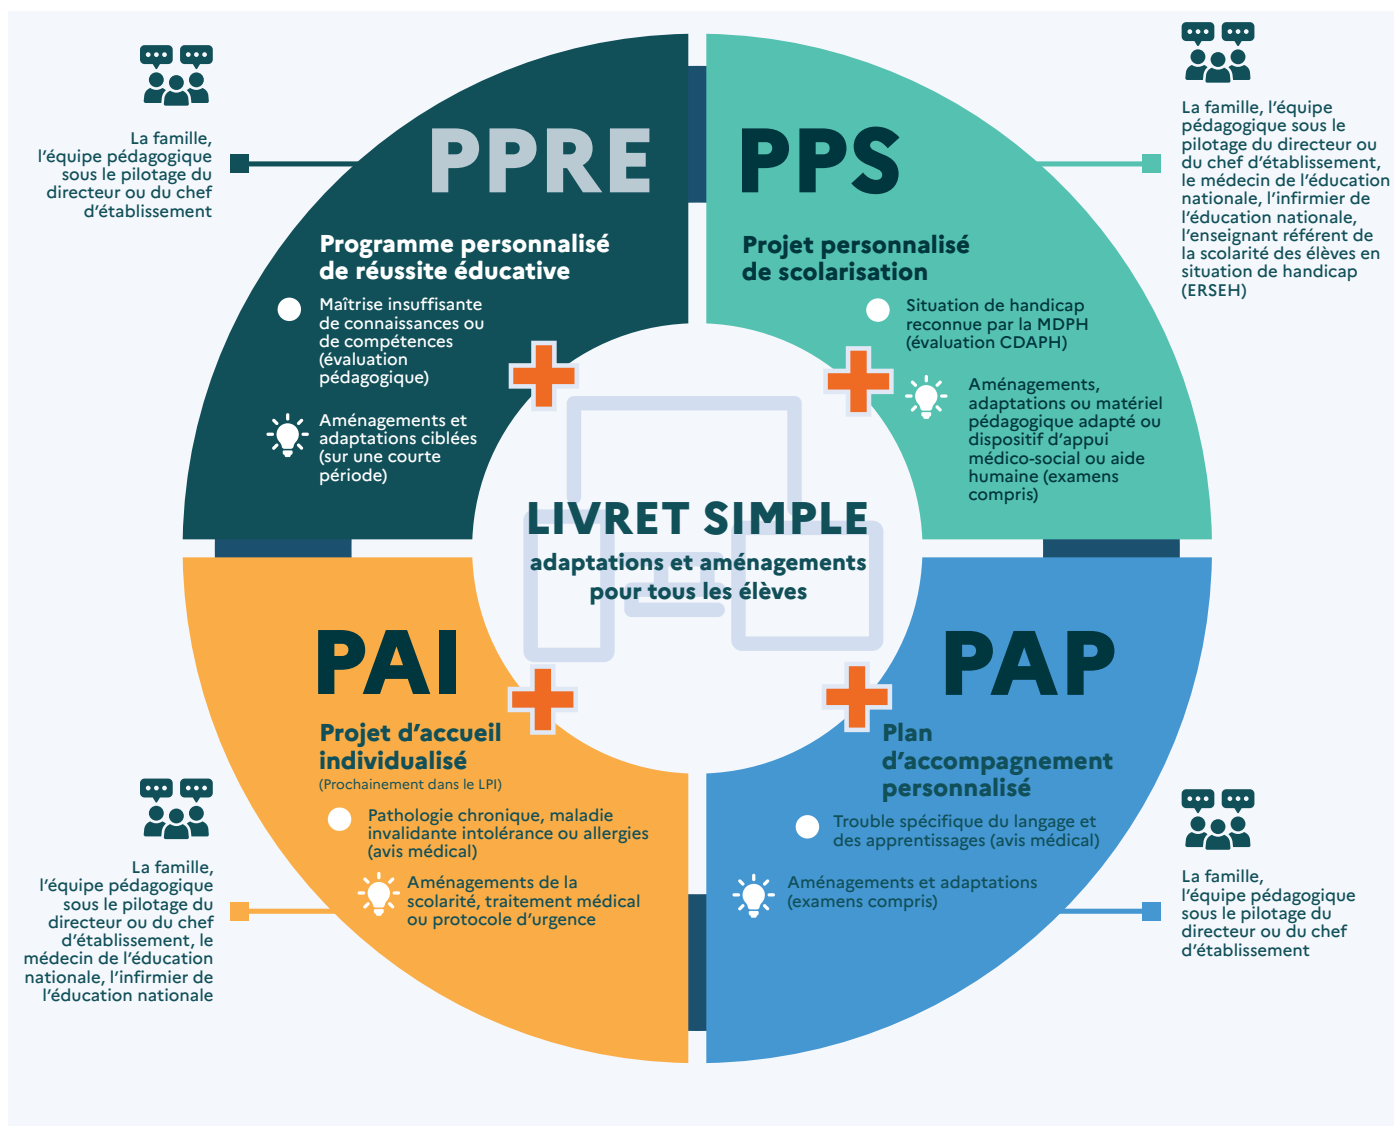 La famille,
l'équipe pédagogique
sous le pilotage du
directeur ou du chef
d'établissement
PPRE
Programme personnalisé
de réussite éducative
Maîtrise insuffisante
de connaissances ou
de compétences
(évaluation
pédagogique)
Aménagements et
adaptations ciblées
(sur une courte
période)
PPS
Projet personnalisé
de scolarisation
Situation de handicap
reconnue par la MDPH
(évaluation CDAPH)
Aménagements,
adaptations ou matériel
pédagogique adapté ou
dispositif d'appui
médico-social ou aide
humaine (examens
compris)
La famille, l'équipe
pédagogique sous le
pilotage du directeur ou
du chef d'établissement,
le médecin de l'éducation
nationale, l'infirmier de
l'éducation nationale,
l'enseignant référent de
la scolarité des élèves en
situation de handicap
(ERSEH)
LIVRET SIMPLE
adaptations et aménagements
pour tous les élèves
PAI
Projet d'accueil
individualisé
(Prochainement dans le LPI)
Pathologie chronique, maladie
invalidante intolérance ou allergies
(avis médical)
Aménagements de la
scolarité, traitement médical
ou protocole d'urgence
La famille,
l'équipe pédagogique
sous le pilotage du
directeur ou du chef
d'établissement, le
médecin de l'éducation
nationale, l'infirmier de
l'éducation nationale
PAP
Plan
d'accompagnement
personnalisé
Trouble spécifique du langage et
des apprentissages (avis médical)
Aménagements et adaptations
(examens compris)
La famille,
l'équipe pédagogique
sous le pilotage du
directeur ou du chef
d'établissement